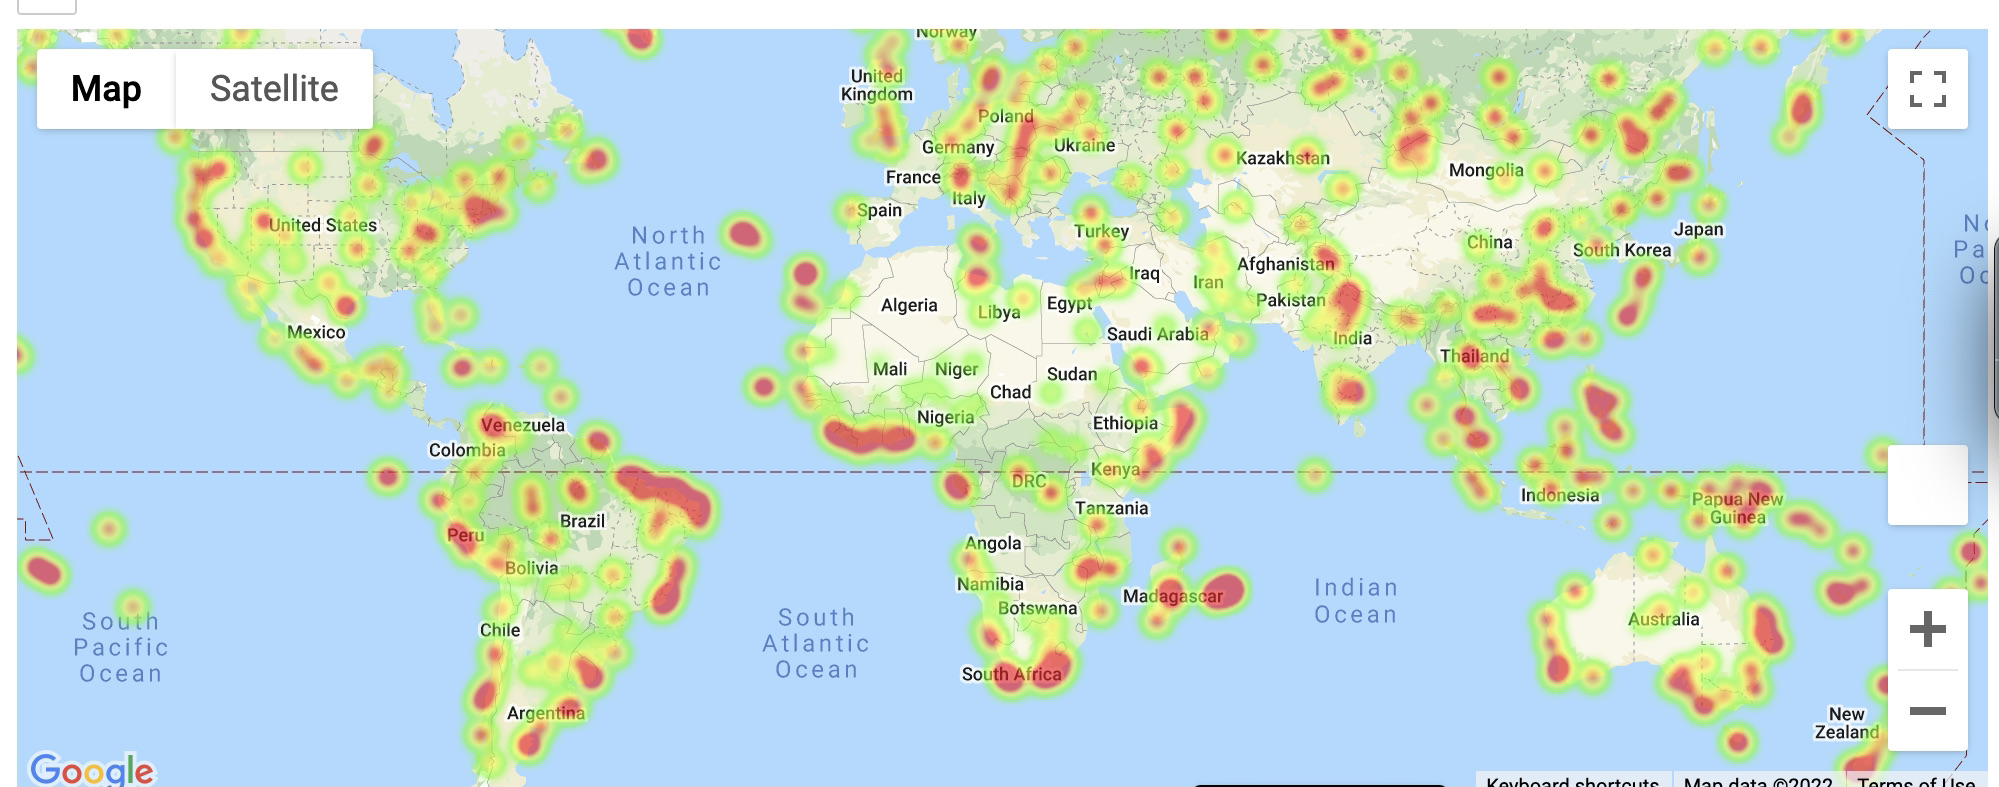 Map
Satellite
Norway
United
Kingdom
Poland
Germany
Ukraine
France
Italy
Spain
Turkey
Kazakhstan
Mongolia
United States
North
Atlantic
Ocean
China
Japan
South Korea
Afghanistan
Iraq
Iran
Pakistan
Algeria
Libya
Egypt
Saudi Arabia
India
Mexico
Thailand
Mali
Niger
Chad
Sudan
Nigeria
Ethiopia
Venezuela
Colombia
DRC
Kenya
Tanzania
Indonesia
Papua New
Guinea
Brazil
Peru
Bolivia
Angola
Namibia
Botswana
Madagascar
Indian
Ocean
South
Pacific
Ocean
South
Atlantic
Ocean
Chile
Australia
South Africa
Argentina
New
Zealand
Google
Keyboard shortcuts
Map data ©2022
Terms of Use